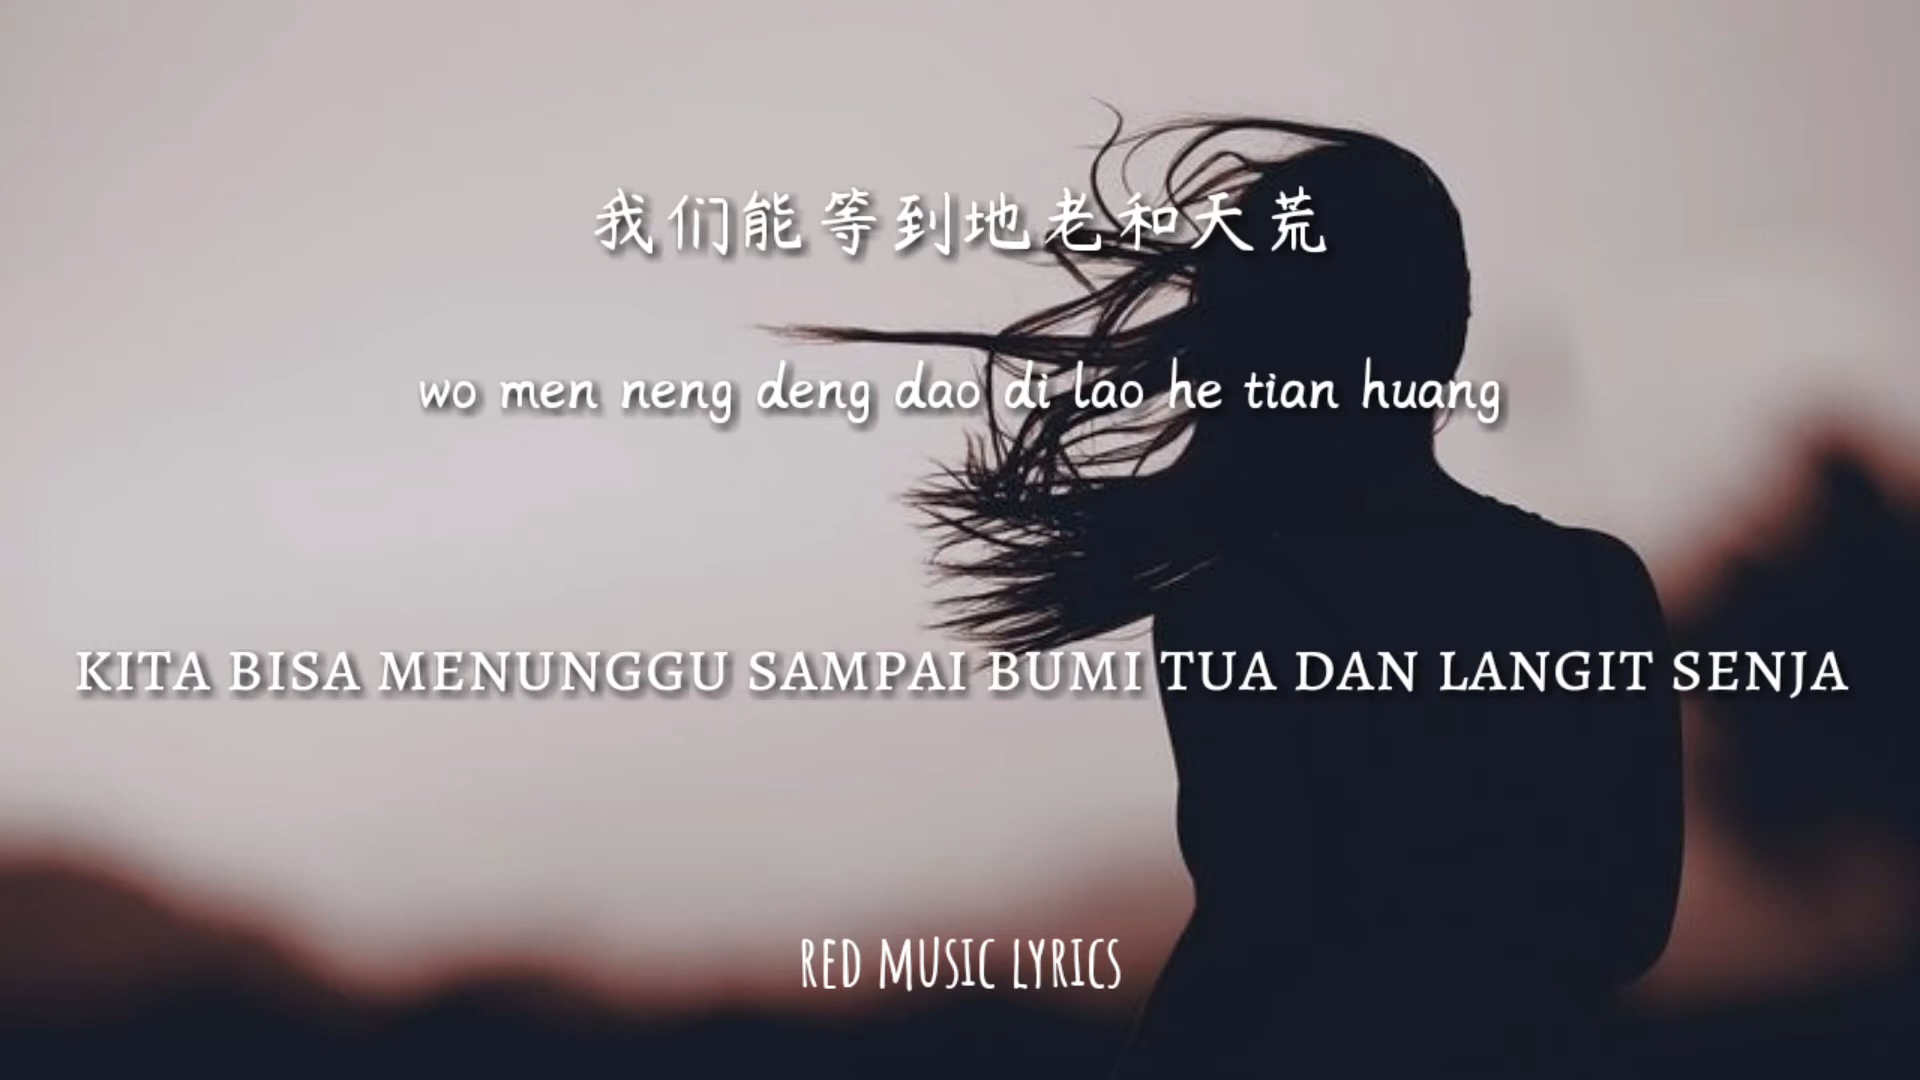 我们能等到地老和天荒
wo men neng deng dao di lao he tian huang
KITA BISA MENUNGGU SAMPAI BUMI TUA DAN LANGIT SENJA
RED MUSIC LYRICS